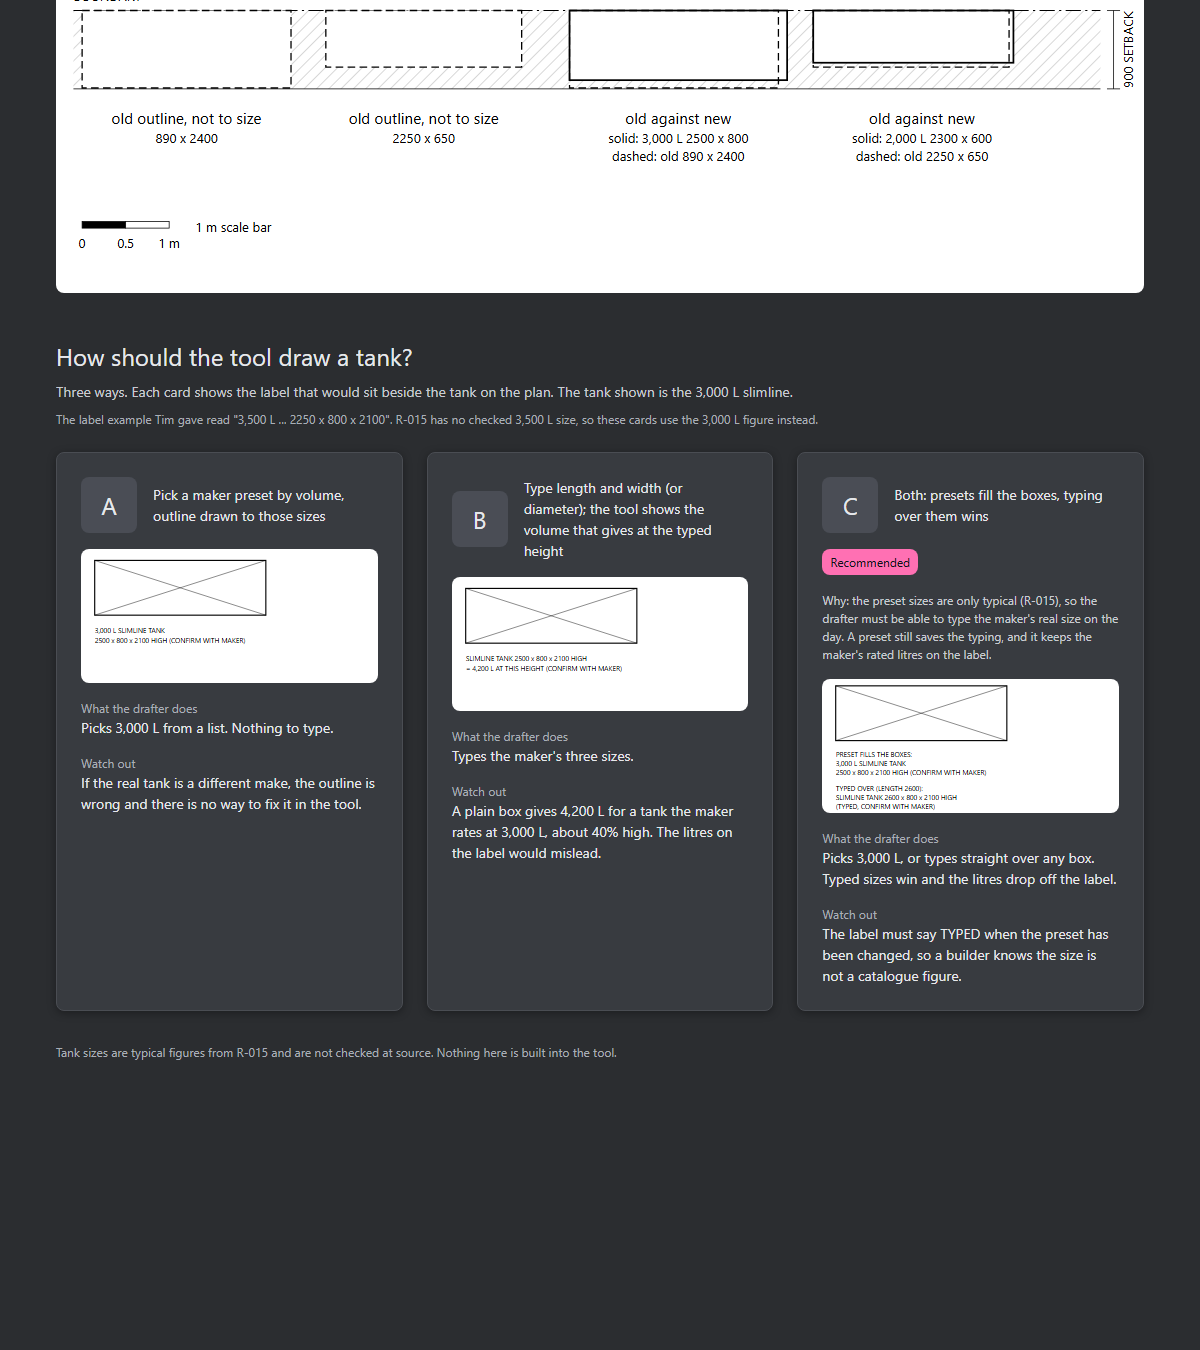 900 SETBACK
old outline, not to size
890 x 2400
old outline, not to size
2250 x 650
old against new
solid: 3,000 L 2500 x 800
dashed: old 890 x 2400
old against new
solid: 2,000 L 2300 x 600
dashed: old 2250 x 650
1 m scale bar
0 0.5 1 m
How should the tool draw a tank?
Three ways. Each card shows the label that would sit beside the tank on the plan. The tank shown is the 3,000 L slimline.
The label example Tim gave read "3,500 L ... 2250 x 800 x 2100". R-015 has no checked 3,500 L size, so these cards use the 3,000 L figure instead.
A
Pick a maker preset by volume,
outline drawn to those sizes
3,000 L SLIMLINE TANK
2500 x 800 x 2100 HIGH (CONFIRM WITH MAKER)
What the drafter does
Picks 3,000 L from a list. Nothing to type.
Watch out
If the real tank is a different make, the outline is
wrong and there is no way to fix it in the tool.
B
Type length and width (or
diameter); the tool shows the
volume that gives at the typed
height
SLIMLINE TANK 2500 x 800 x 2100 HIGH
= 4,200 L AT THIS HEIGHT (CONFIRM WITH MAKER)
What the drafter does
Types the maker's three sizes.
Watch out
A plain box gives 4,200 L for a tank the maker
rates at 3,000 L, about 40% high. The litres on
the label would mislead.
C
Both: presets fill the boxes, typing
over them wins
Recommended
Why: the preset sizes are only typical (R-015), so the
drafter must be able to type the maker's real size on the
day. A preset still saves the typing, and it keeps the
maker's rated litres on the label.
PRESET FILLS THE BOXES:
3,000 L SLIMLINE TANK
2500 x 800 x 2100 HIGH (CONFIRM WITH MAKER)
TYPED OVER (LENGTH 2600):
SLIMLINE TANK 2600 x 800 x 2100 HIGH
(TYPED, CONFIRM WITH MAKER)
What the drafter does
Picks 3,000 L, or types straight over any box.
Typed sizes win and the litres drop off the label.
Watch out
The label must say TYPED when the preset has
been changed, so a builder knows the size is
not a catalogue figure.
Tank sizes are typical figures from R-015 and are not checked at source. Nothing here is built into the tool.